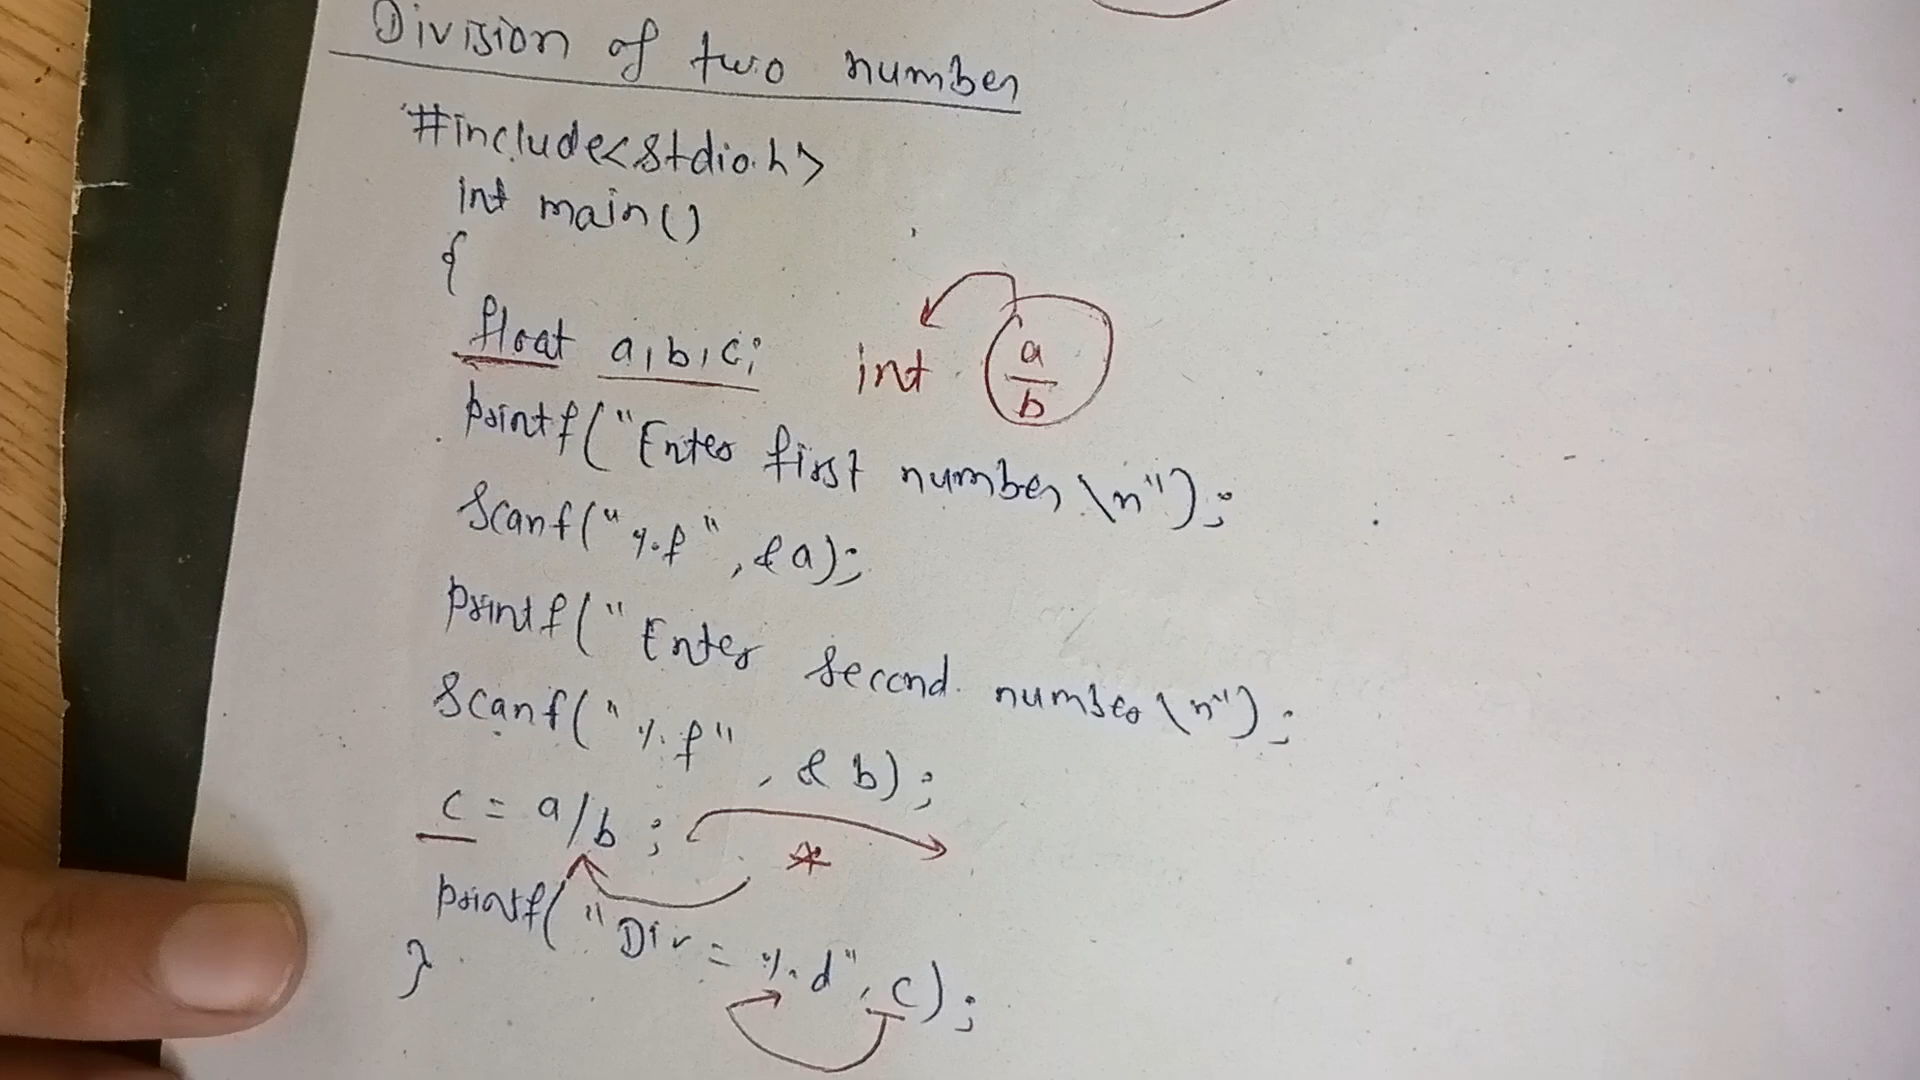 Division of two number
#include<stdio.h>
int main()
{
float a,b,c;
int a/b
printf("Enter first number\n");
scanf("%f", &a);
printf("Enter second number\n");
scanf("%f", &b);
c = a/b;
*
printf("Div = %d", c);
}